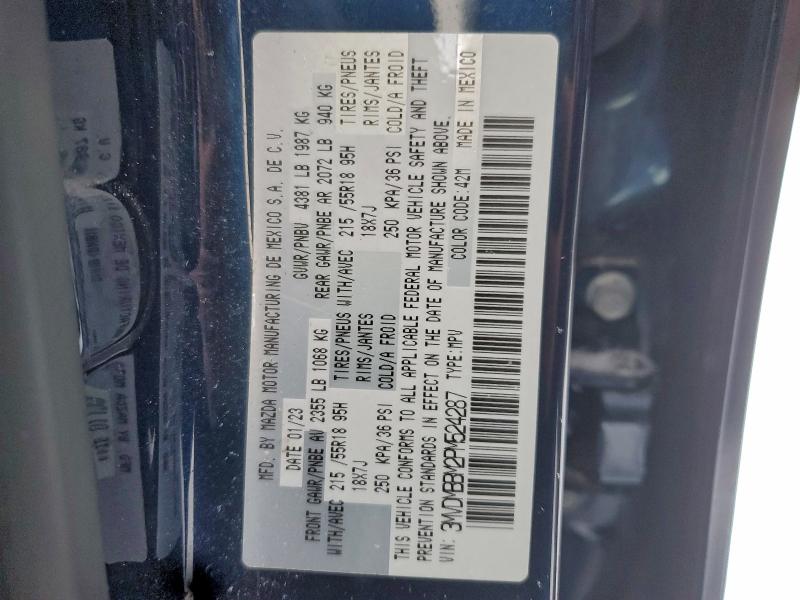 MFD. BY MAZDA MOTOR MANUFACTURING DE MEXICO S.A. DE C.V.
DATE 01/23 GVWR/PNBV 4381 LB 1987 KG
FRONT GAWR/PNBE AV 2355 LB 1068 KG REAR GAWR/PNBE AR 2072 LB 940 KG
WITH/AVEC 215 /55R18 95H TIRES/PNEUS WITH/AVEC 215 /55R18 95H TIRES/PNEUS
18X7J RIMS/JANTES 18X7J RIMS/JANTES
250 KPA/36 PSI COLD/A FROID 250 KPA/36 PSI COLD/A FROID
THIS VEHICLE CONFORMS TO ALL APPLICABLE FEDERAL MOTOR VEHICLE SAFETY AND THEFT
PREVENTION STANDARDS IN EFFECT ON THE DATE OF MANUFACTURE SHOWN ABOVE.
VIN: 3MVDMBBM2PM524287 TYPE:MPV COLOR CODE:42M MADE IN MEXICO